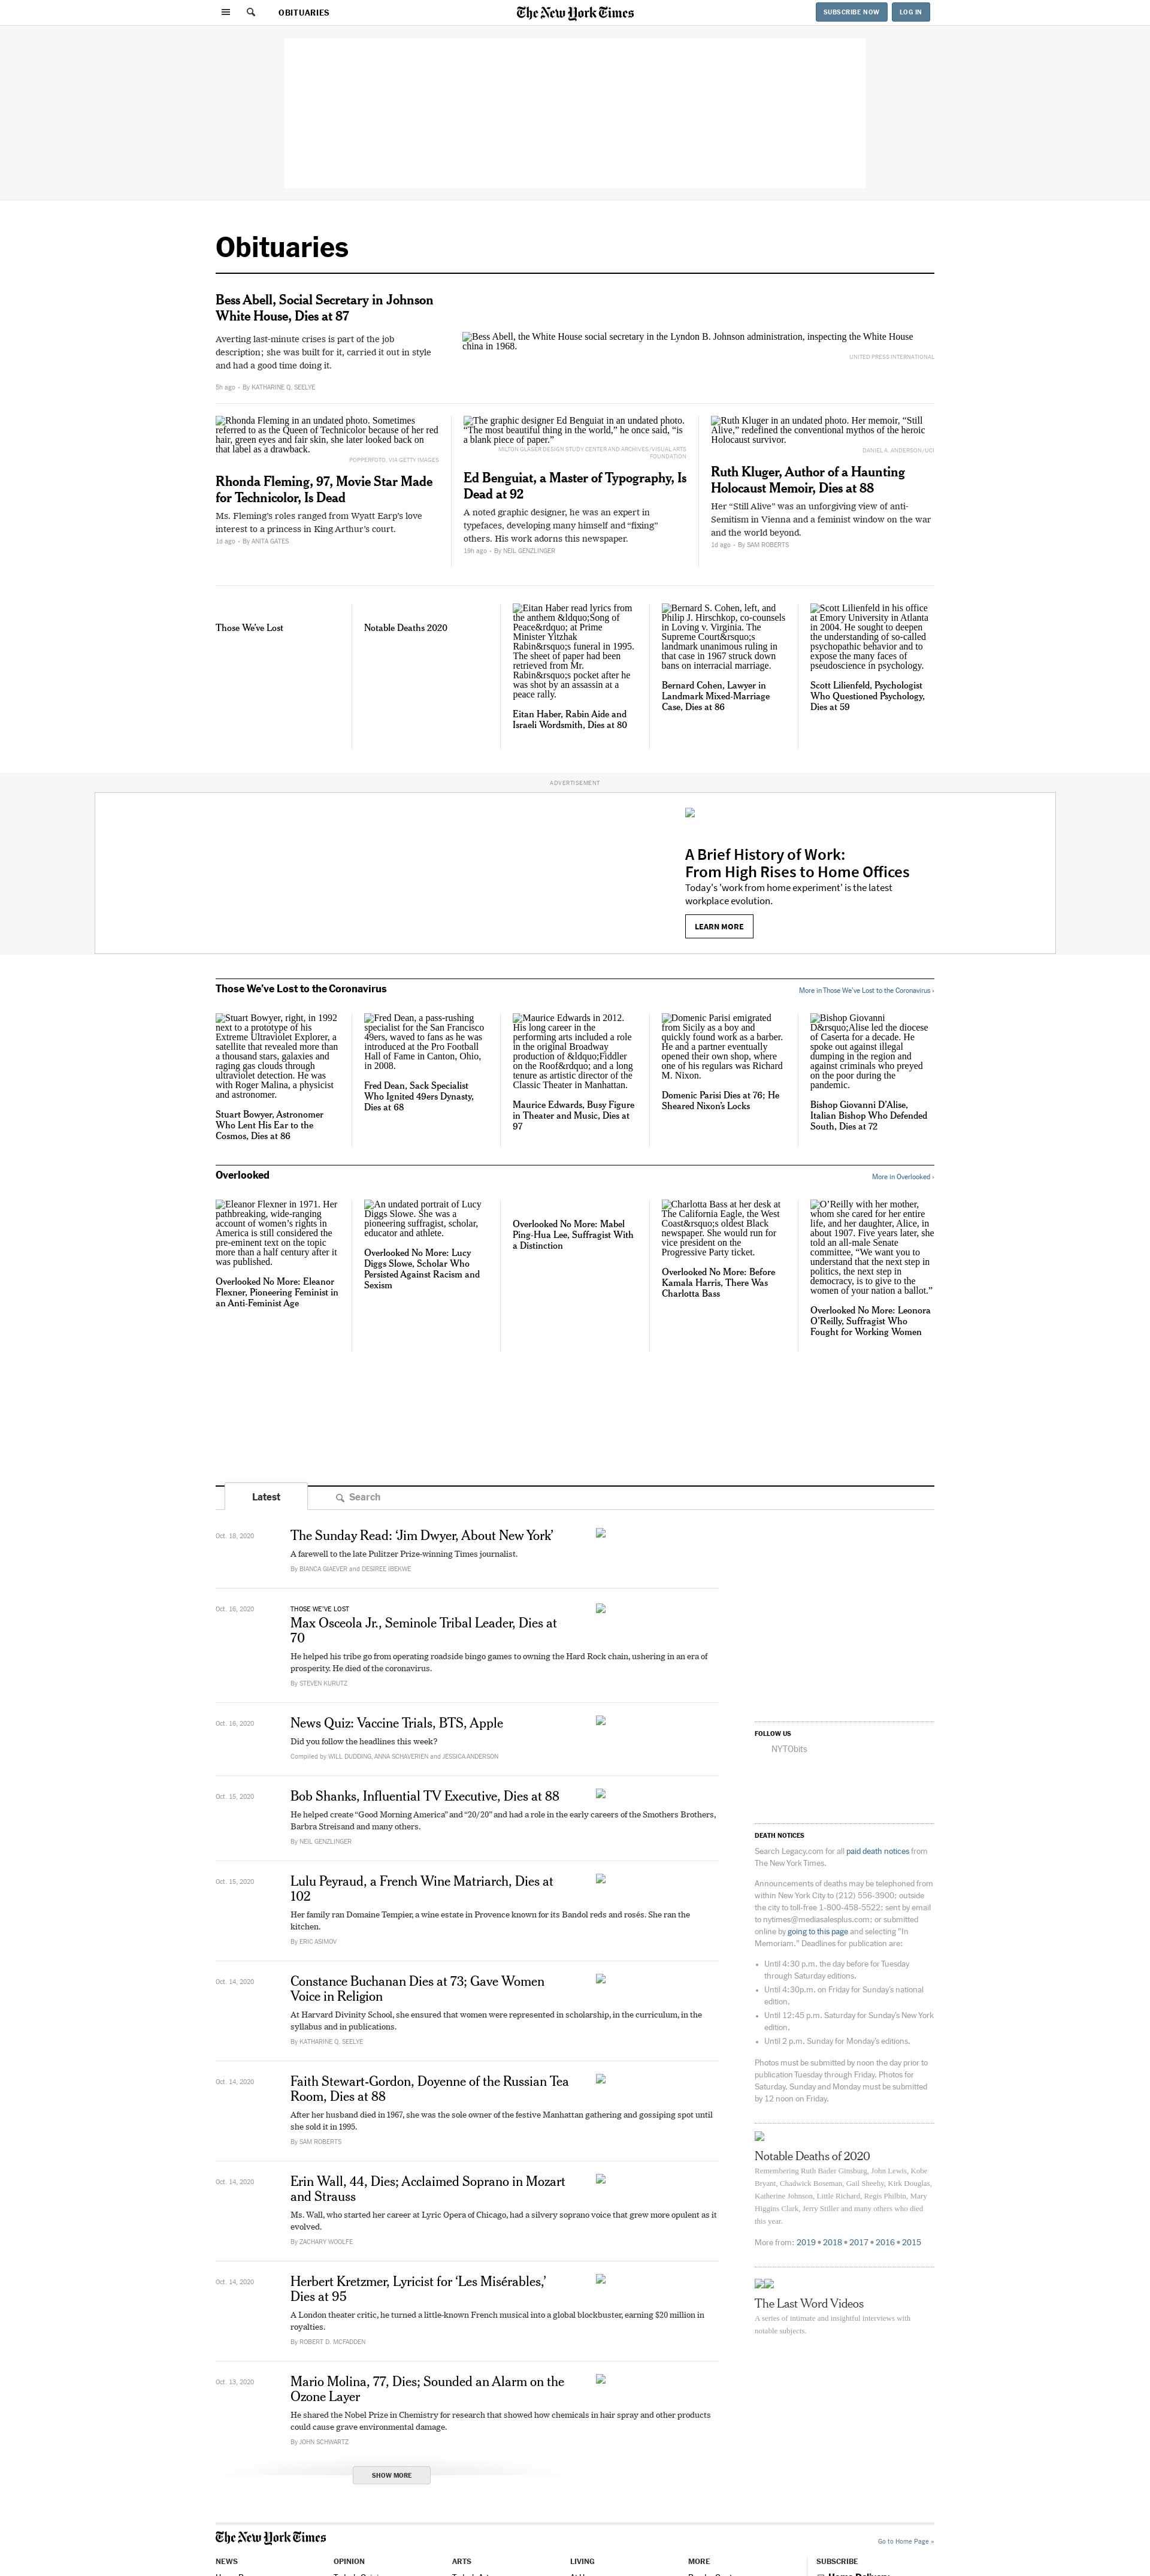 OBITUARIES
The New York Times
SUBSCRIBE NOW
LOG IN
Obituaries
Bess Abell, Social Secretary in Johnson
White House, Dies at 87
Averting last-minute crises is part of the job
description; she was built for it, carried it out in style
and had a good time doing it.
5h ago • By KATHARINE Q. SEELYE
Bess Abell, the White House social secretary in the Lyndon B. Johnson administration, inspecting the White House
china in 1968.
UNITED PRESS INTERNATIONAL
Rhonda Fleming in an undated photo. Sometimes
referred to as the Queen of Technicolor because of her red
hair, green eyes and fair skin, she later looked back on
that label as a drawback.
POPPERFOTO, VIA GETTY IMAGES
Rhonda Fleming, 97, Movie Star Made
for Technicolor, Is Dead
Ms. Fleming’s roles ranged from Wyatt Earp’s love
interest to a princess in King Arthur’s court.
1d ago • By ANITA GATES
The graphic designer Ed Benguiat in an undated photo.
“The most beautiful thing in the world,” he once said, “is
a blank piece of paper.”
MILTON GLASER DESIGN STUDY CENTER AND ARCHIVES/VISUAL ARTS
FOUNDATION
Ed Benguiat, a Master of Typography, Is
Dead at 92
A noted graphic designer, he was an expert in
typefaces, developing many himself and “fixing”
others. His work adorns this newspaper.
19h ago • By NEIL GENZLINGER
Ruth Kluger in an undated photo. Her memoir, “Still
Alive,” redefined the conventional myths of the heroic
Holocaust survivor.
DANIEL A. ANDERSON/UCI
Ruth Kluger, Author of a Haunting
Holocaust Memoir, Dies at 88
Her “Still Alive” was an unforgiving view of anti-
Semitism in Vienna and a feminist window on the war
and the world beyond.
1d ago • By SAM ROBERTS
Those We’ve Lost
Notable Deaths 2020
Eitan Haber read lyrics from
the anthem &ldquo;Song of
Peace&rdquo; at Prime
Minister Yitzhak
Rabin&rsquo;s funeral in 1995.
The sheet of paper had been
retrieved from Mr.
Rabin&rsquo;s pocket after he
was shot by an assassin at a
peace rally.
Eitan Haber, Rabin Aide and
Israeli Wordsmith, Dies at 80
Bernard S. Cohen, left, and
Philip J. Hirschkop, co-counsels
in Loving v. Virginia. The
Supreme Court&rsquo;s
landmark unanimous ruling in
that case in 1967 struck down
bans on interracial marriage.
Bernard Cohen, Lawyer in
Landmark Mixed-Marriage
Case, Dies at 86
Scott Lilienfeld in his office
at Emory University in Atlanta
in 2004. He sought to deepen
the understanding of so-called
psychopathic behavior and to
expose the many faces of
pseudoscience in psychology.
Scott Lilienfeld, Psychologist
Who Questioned Psychology,
Dies at 59
ADVERTISEMENT
A Brief History of Work:
From High Rises to Home Offices
Today's 'work from home experiment' is the latest
workplace evolution.
LEARN MORE
Those We’ve Lost to the Coronavirus
More in Those We’ve Lost to the Coronavirus ›
Stuart Bowyer, right, in 1992
next to a prototype of his
Extreme Ultraviolet Explorer, a
satellite that revealed more than
a thousand stars, galaxies and
raging gas clouds through
ultraviolet detection. He was
with Roger Malina, a physicist
and astronomer.
Stuart Bowyer, Astronomer
Who Lent His Ear to the
Cosmos, Dies at 86
Fred Dean, a pass-rushing
specialist for the San Francisco
49ers, waved to fans as he was
introduced at the Pro Football
Hall of Fame in Canton, Ohio,
in 2008.
Fred Dean, Sack Specialist
Who Ignited 49ers Dynasty,
Dies at 68
Maurice Edwards in 2012.
His long career in the
performing arts included a role
in the original Broadway
production of &ldquo;Fiddler
on the Roof&rdquo; and a long
tenure as artistic director of the
Classic Theater in Manhattan.
Maurice Edwards, Busy Figure
in Theater and Music, Dies at
97
Domenic Parisi emigrated
from Sicily as a boy and
quickly found work as a barber.
He and a partner eventually
opened their own shop, where
one of his regulars was Richard
M. Nixon.
Domenic Parisi Dies at 76; He
Sheared Nixon’s Locks
Bishop Giovanni
D&rsquo;Alise led the diocese
of Caserta for a decade. He
spoke out against illegal
dumping in the region and
against criminals who preyed
on the poor during the
pandemic.
Bishop Giovanni D’Alise,
Italian Bishop Who Defended
South, Dies at 72
Overlooked
More in Overlooked ›
Eleanor Flexner in 1971. Her
pathbreaking, wide-ranging
account of women’s rights in
America is still considered the
pre-eminent text on the topic
more than a half century after it
was published.
Overlooked No More: Eleanor
Flexner, Pioneering Feminist in
an Anti-Feminist Age
An undated portrait of Lucy
Diggs Slowe. She was a
pioneering suffragist, scholar,
educator and athlete.
Overlooked No More: Lucy
Diggs Slowe, Scholar Who
Persisted Against Racism and
Sexism
Overlooked No More: Mabel
Ping-Hua Lee, Suffragist With
a Distinction
Charlotta Bass at her desk at
The California Eagle, the West
Coast&rsquo;s oldest Black
newspaper. She would run for
vice president on the
Progressive Party ticket.
Overlooked No More: Before
Kamala Harris, There Was
Charlotta Bass
O’Reilly with her mother,
whom she cared for her entire
life, and her daughter, Alice, in
about 1907. Five years later, she
told an all-male Senate
committee, “We want you to
understand that the next step in
politics, the next step in
democracy, is to give to the
women of your nation a ballot.”
Overlooked No More: Leonora
O’Reilly, Suffragist Who
Fought for Working Women
Latest
Search
Oct. 18, 2020
The Sunday Read: ‘Jim Dwyer, About New York’
A farewell to the late Pulitzer Prize-winning Times journalist.
By BIANCA GIAEVER and DESIREE IBEKWE
Oct. 16, 2020
THOSE WE’VE LOST
Max Osceola Jr., Seminole Tribal Leader, Dies at
70
He helped his tribe go from operating roadside bingo games to owning the Hard Rock chain, ushering in an era of
prosperity. He died of the coronavirus.
By STEVEN KURUTZ
Oct. 16, 2020
News Quiz: Vaccine Trials, BTS, Apple
Did you follow the headlines this week?
Compiled by WILL DUDDING, ANNA SCHAVERIEN and JESSICA ANDERSON
Oct. 15, 2020
Bob Shanks, Influential TV Executive, Dies at 88
He helped create “Good Morning America” and “20/20” and had a role in the early careers of the Smothers Brothers,
Barbra Streisand and many others.
By NEIL GENZLINGER
Oct. 15, 2020
Lulu Peyraud, a French Wine Matriarch, Dies at
102
Her family ran Domaine Tempier, a wine estate in Provence known for its Bandol reds and rosés. She ran the
kitchen.
By ERIC ASIMOV
Oct. 14, 2020
Constance Buchanan Dies at 73; Gave Women
Voice in Religion
At Harvard Divinity School, she ensured that women were represented in scholarship, in the curriculum, in the
syllabus and in publications.
By KATHARINE Q. SEELYE
Oct. 14, 2020
Faith Stewart-Gordon, Doyenne of the Russian Tea
Room, Dies at 88
After her husband died in 1967, she was the sole owner of the festive Manhattan gathering and gossiping spot until
she sold it in 1995.
By SAM ROBERTS
Oct. 14, 2020
Erin Wall, 44, Dies; Acclaimed Soprano in Mozart
and Strauss
Ms. Wall, who started her career at Lyric Opera of Chicago, had a silvery soprano voice that grew more opulent as it
evolved.
By ZACHARY WOOLFE
Oct. 14, 2020
Herbert Kretzmer, Lyricist for ‘Les Misérables,’
Dies at 95
A London theater critic, he turned a little-known French musical into a global blockbuster, earning $20 million in
royalties.
By ROBERT D. MCFADDEN
Oct. 13, 2020
Mario Molina, 77, Dies; Sounded an Alarm on the
Ozone Layer
He shared the Nobel Prize in Chemistry for research that showed how chemicals in hair spray and other products
could cause grave environmental damage.
By JOHN SCHWARTZ
SHOW MORE
FOLLOW US
NYTObits
DEATH NOTICES
Search Legacy.com for all paid death notices from
The New York Times.
Announcements of deaths may be telephoned from
within New York City to (212) 556-3900; outside
the city to toll-free 1-800-458-5522; sent by email
to nytimes@mediasalesplus.com; or submitted
online by going to this page and selecting "In
Memoriam." Deadlines for publication are:
• Until 4:30 p.m. the day before for Tuesday
through Saturday editions.
• Until 4:30p.m. on Friday for Sunday’s national
edition.
• Until 12:45 p.m. Saturday for Sunday’s New York
edition.
• Until 2 p.m. Sunday for Monday’s editions.
Photos must be submitted by noon the day prior to
publication Tuesday through Friday. Photos for
Saturday, Sunday and Monday must be submitted
by 12 noon on Friday.
Notable Deaths of 2020
Remembering Ruth Bader Ginsburg, John Lewis, Kobe
Bryant, Chadwick Boseman, Gail Sheehy, Kirk Douglas,
Katherine Johnson, Little Richard, Regis Philbin, Mary
Higgins Clark, Jerry Stiller and many others who died
this year.
More from: 2019 • 2018 • 2017 • 2016 • 2015
The Last Word Videos
A series of intimate and insightful interviews with
notable subjects.
The New York Times
Go to Home Page »
NEWS
OPINION
ARTS
LIVING
MORE
SUBSCRIBE